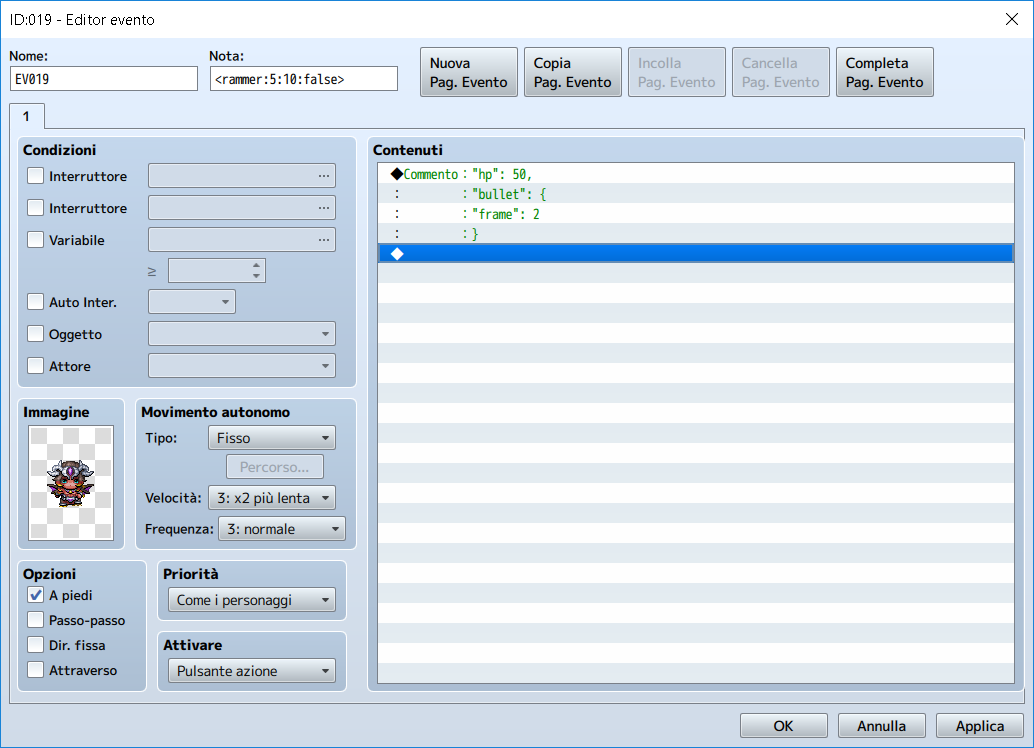 ID:019 - Editor evento
Nome:
EV019
Nota:
<rammer:5:10:false>
Nuova
Pag. Evento
Copia
Pag. Evento
Incolla
Pag. Evento
Cancella
Pag. Evento
Completa
Pag. Evento
1
Condizioni
Interruttore
...
Interruttore
...
Variabile
...
≥
Auto Inter.
Oggetto
Attore
Immagine
Movimento autonomo
Tipo:
Fisso
Percorso...
Velocità:
3: x2 più lenta
Frequenza:
3: normale
Opzioni
A piedi
Passo-passo
Dir. fissa
Attraverso
Priorità
Come i personaggi
Attivare
Pulsante azione
Contenuti
◆Commento : "hp": 50,
: : "bullet": {
: : "frame": 2
: : }
◆
OK
Annulla
Applica